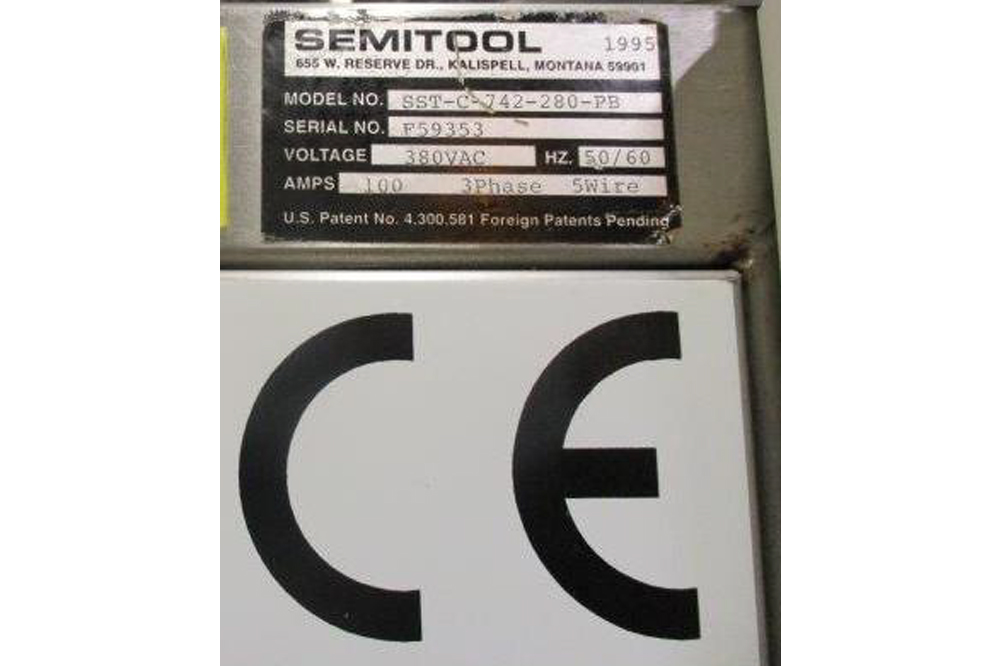 SEMITOOL 1995
655 W. RESERVE DR., KALISPELL, MONTANA 59901
MODEL NO. SST-C-742-280-PB
SERIAL NO. F59353
VOLTAGE 380VAC HZ. 50/60
AMPS 100 3Phase 5Wire
U.S. Patent No. 4.300.581 Foreign Patents Pending
CE